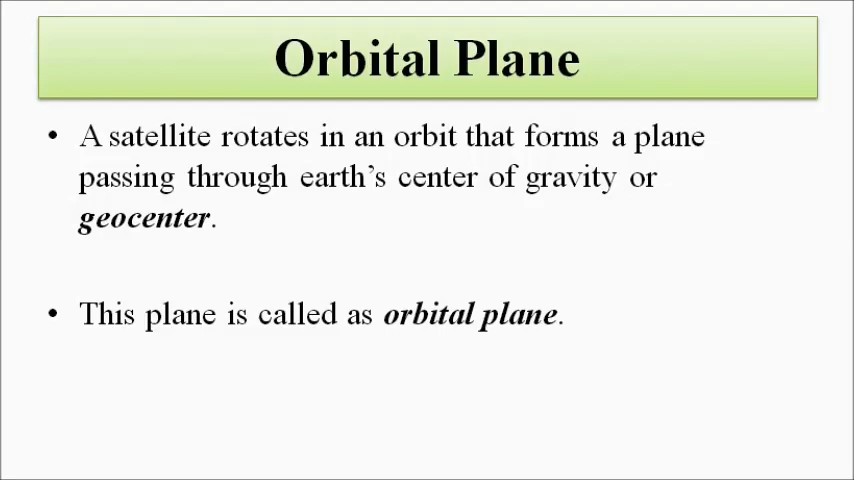 Orbital Plane
• A satellite rotates in an orbit that forms a plane
passing through earth’s center of gravity or
geocenter.
• This plane is called as orbital plane.